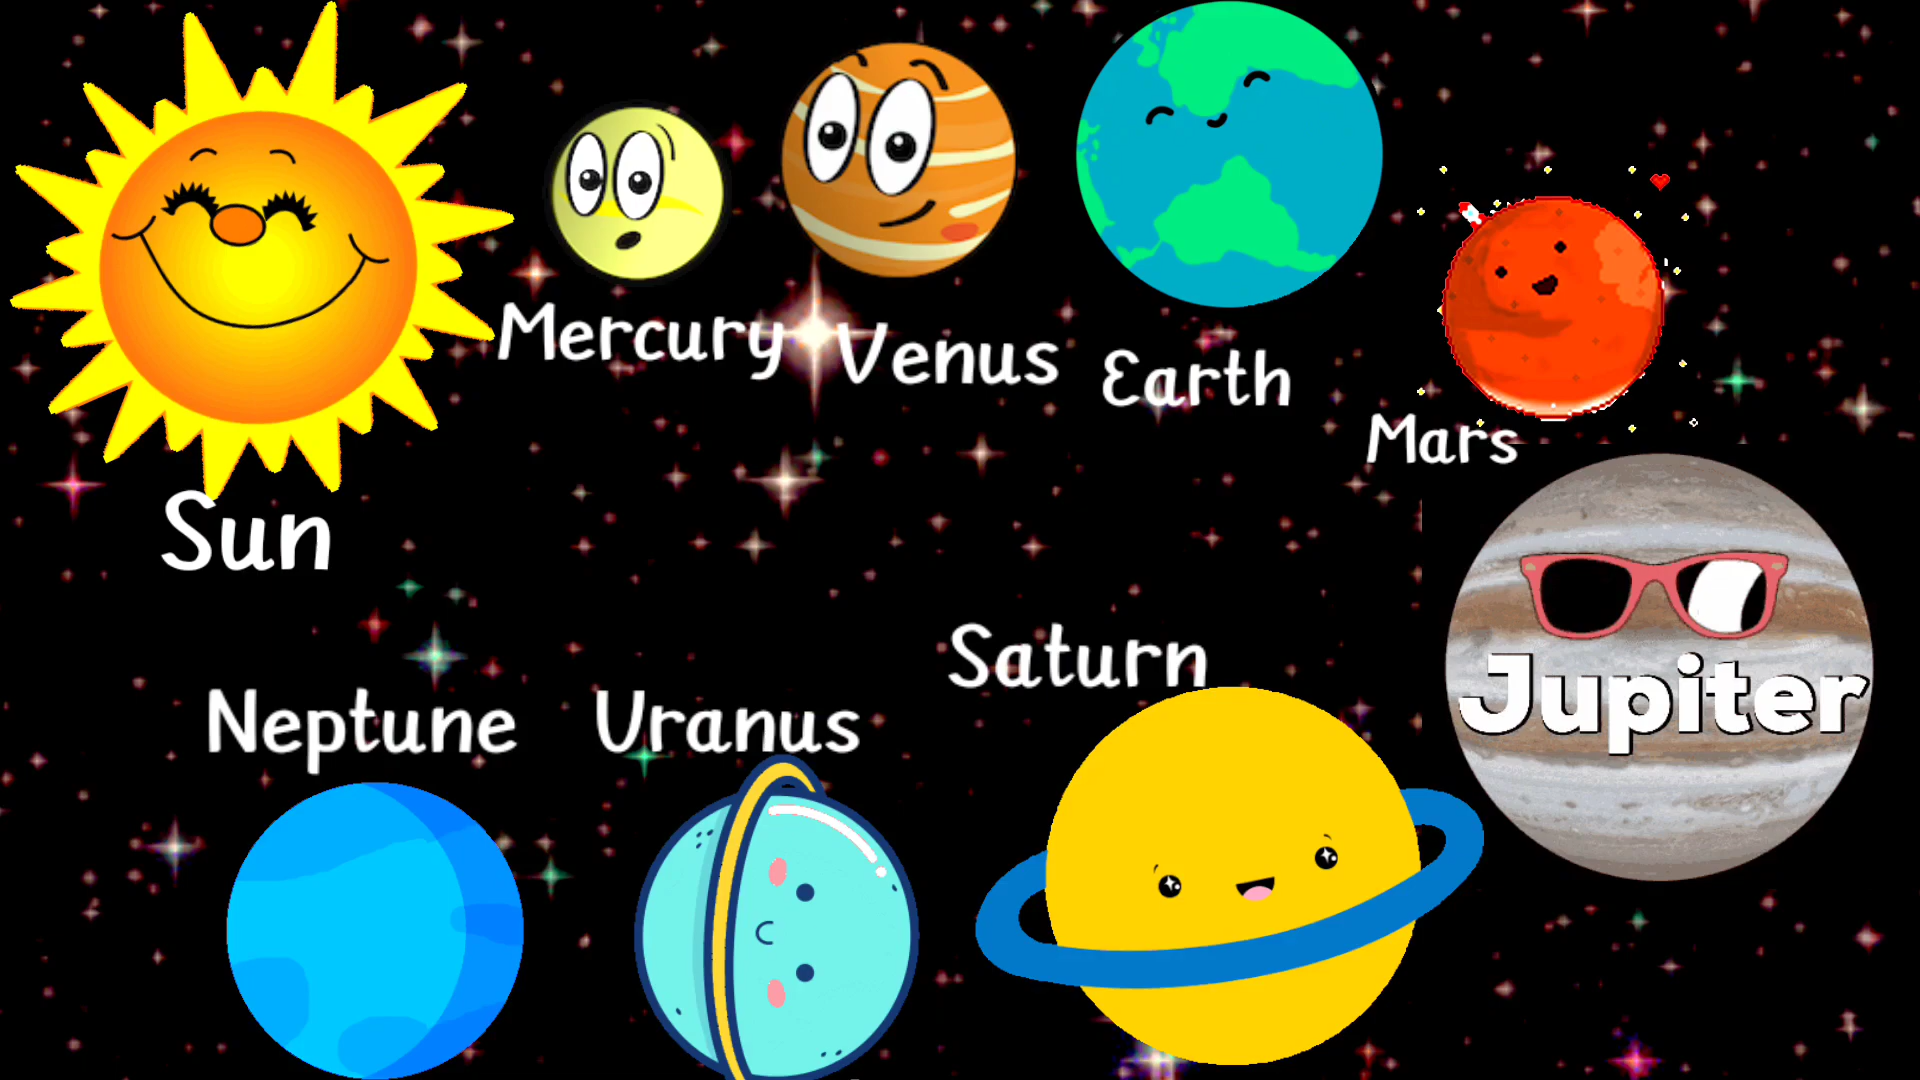 Mercury
Venus
Earth
Mars
Sun
Saturn
Jupiter
Neptune
Uranus